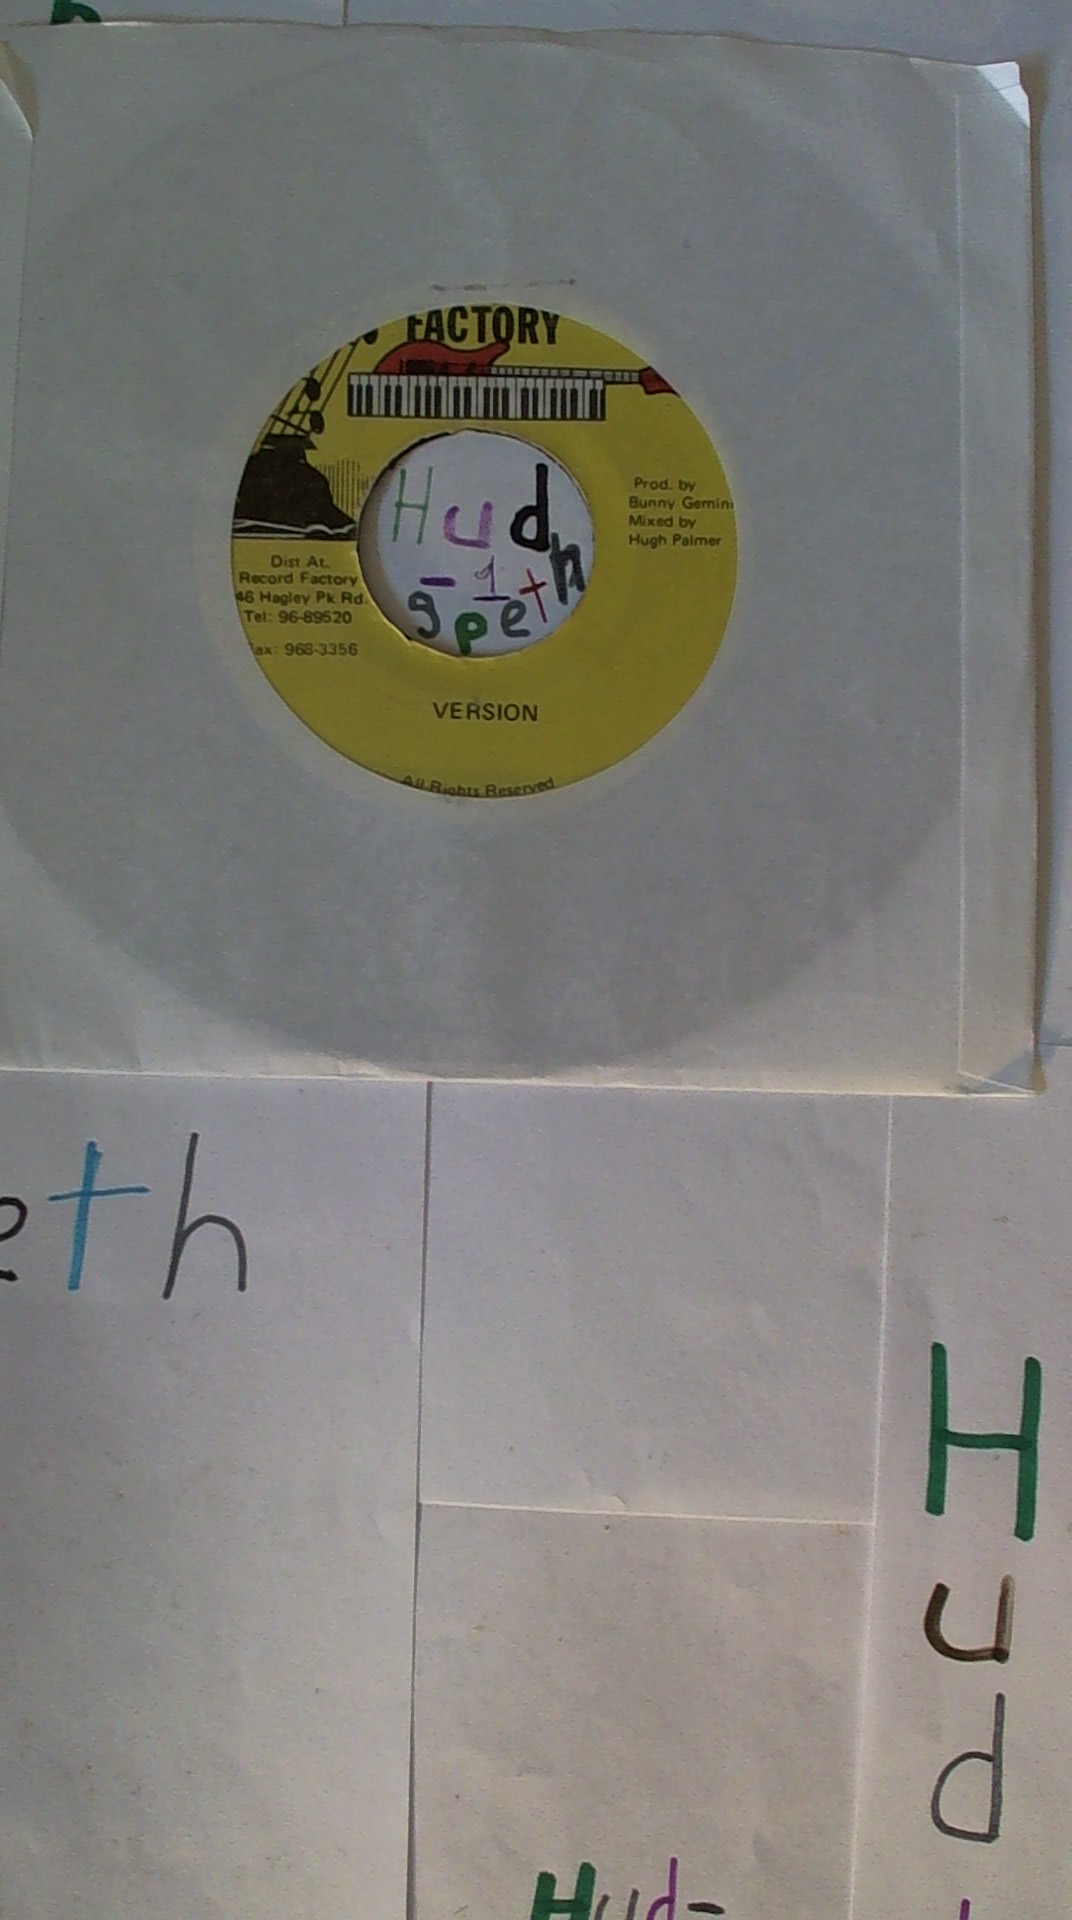 FACTORY
Prod. by
Bunny Gemini
Mixed by
Hugh Palmer
Dist At.
Record Factory
46 Hagley Pk Rd.
Tel: 96-89520
Fax: 968-3356
Hud
-1
speth
VERSION
All Rights Reserved
eth
H
u
d
Hud-